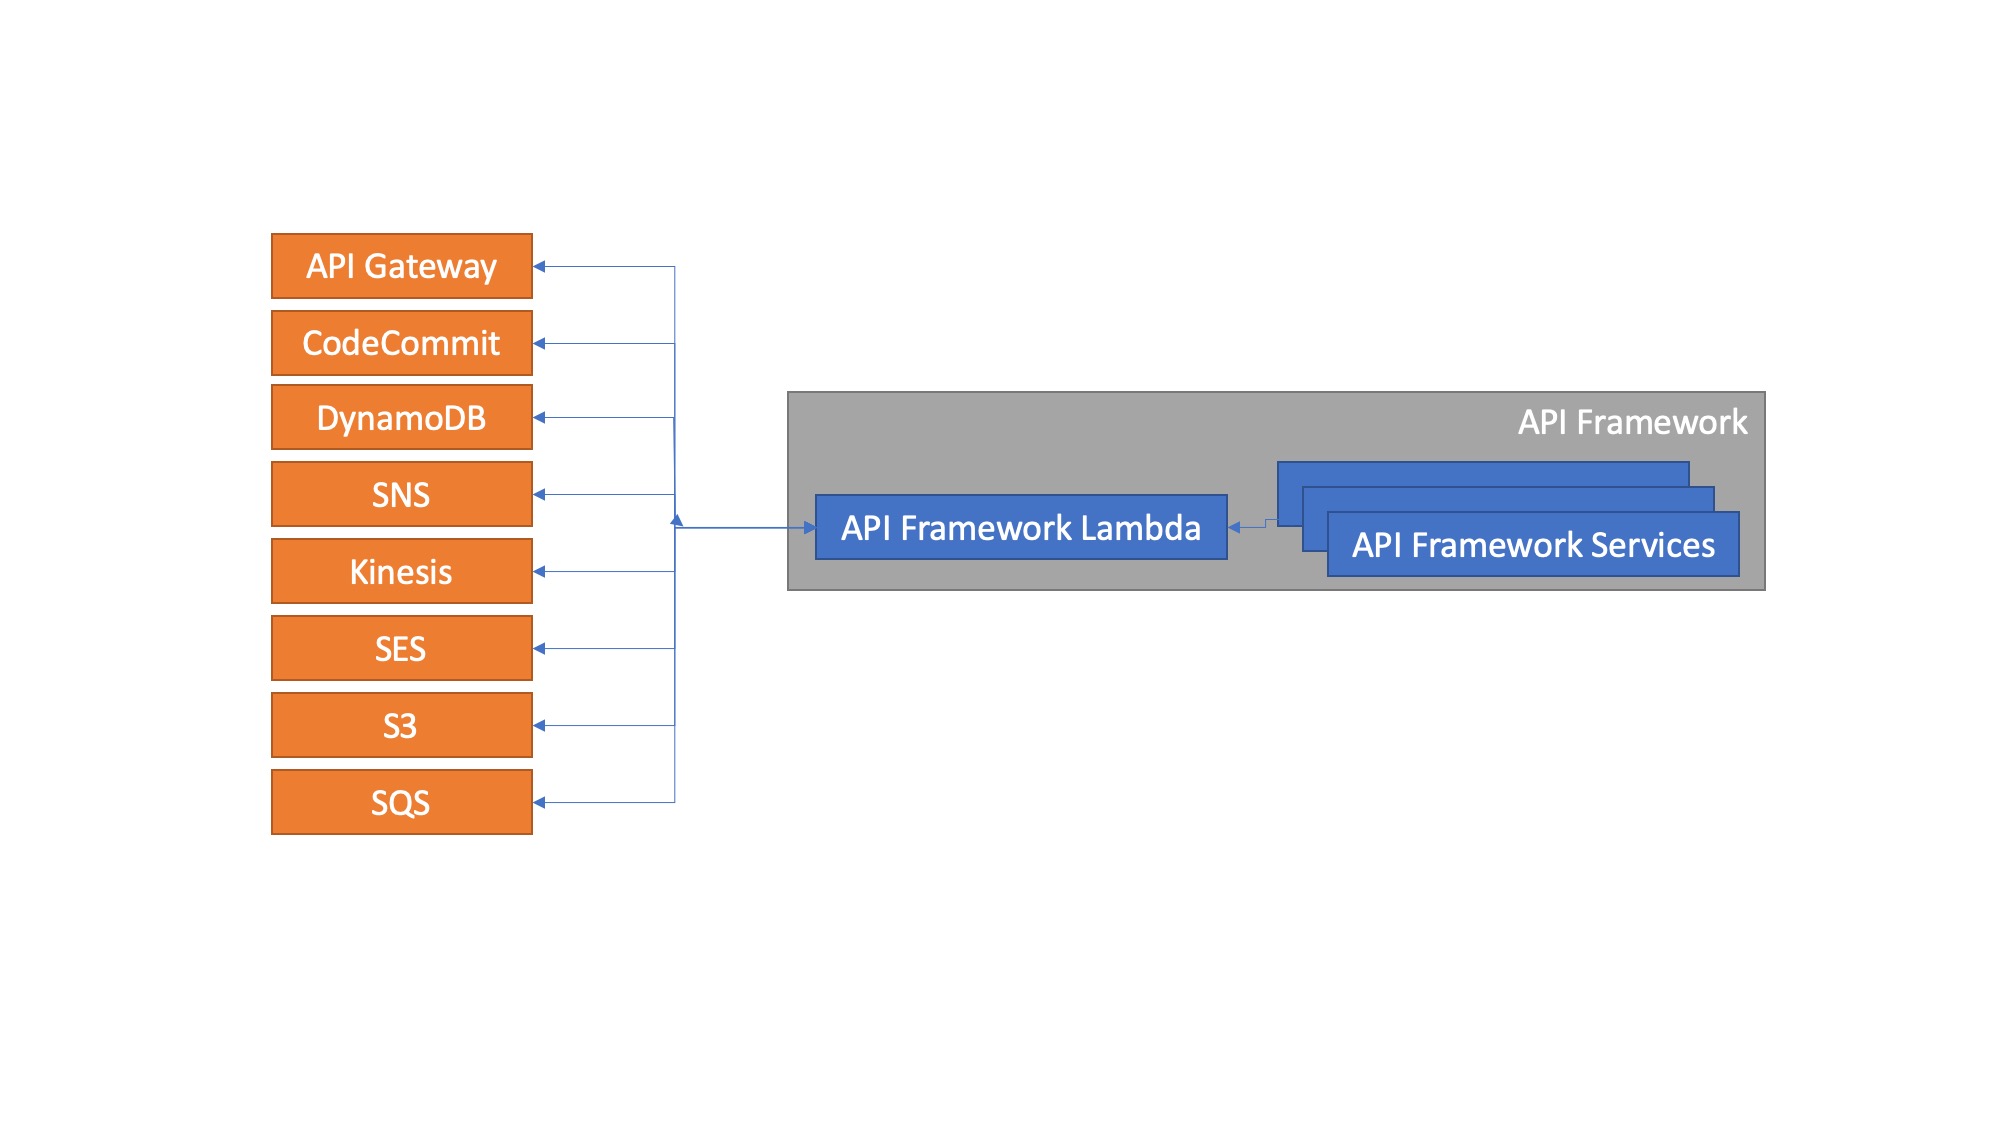 API Gateway
CodeCommit
DynamoDB
SNS
Kinesis
SES
S3
SQS
API Framework
API Framework Lambda
API Framework Services